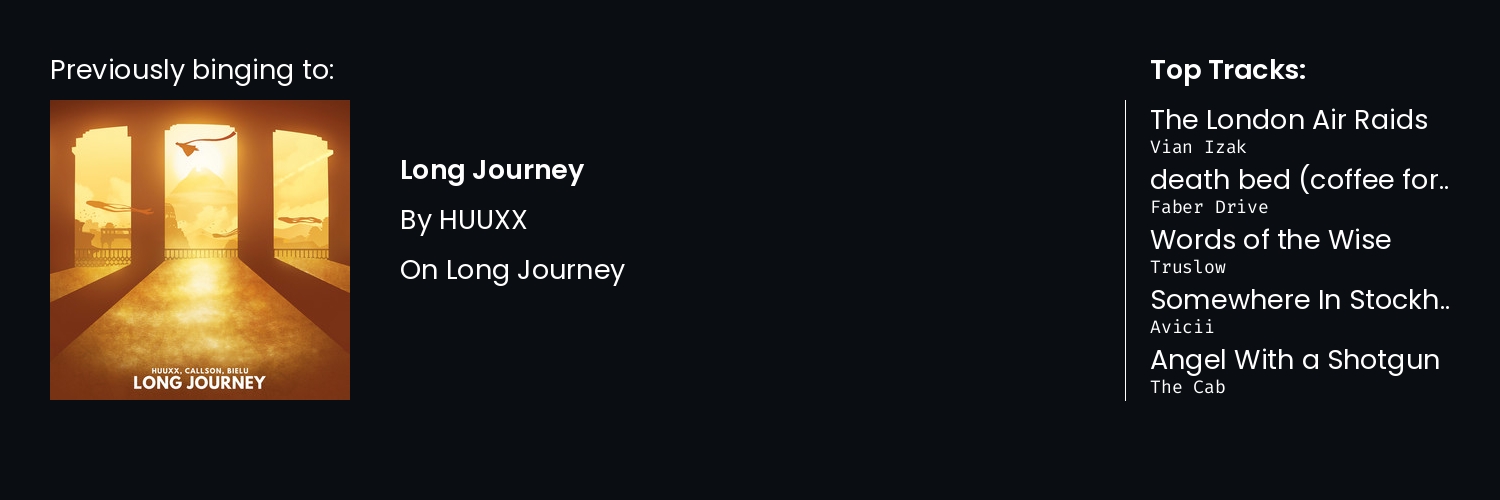 Previously binging to:
HUUXX, CALLSON, BIELU
LONG JOURNEY
Long Journey
By HUUXX
On Long Journey
Top Tracks:
The London Air Raids
Vian Izak
death bed (coffee for..
Faber Drive
Words of the Wise
Truslow
Somewhere In Stockh..
Avicii
Angel With a Shotgun
The Cab